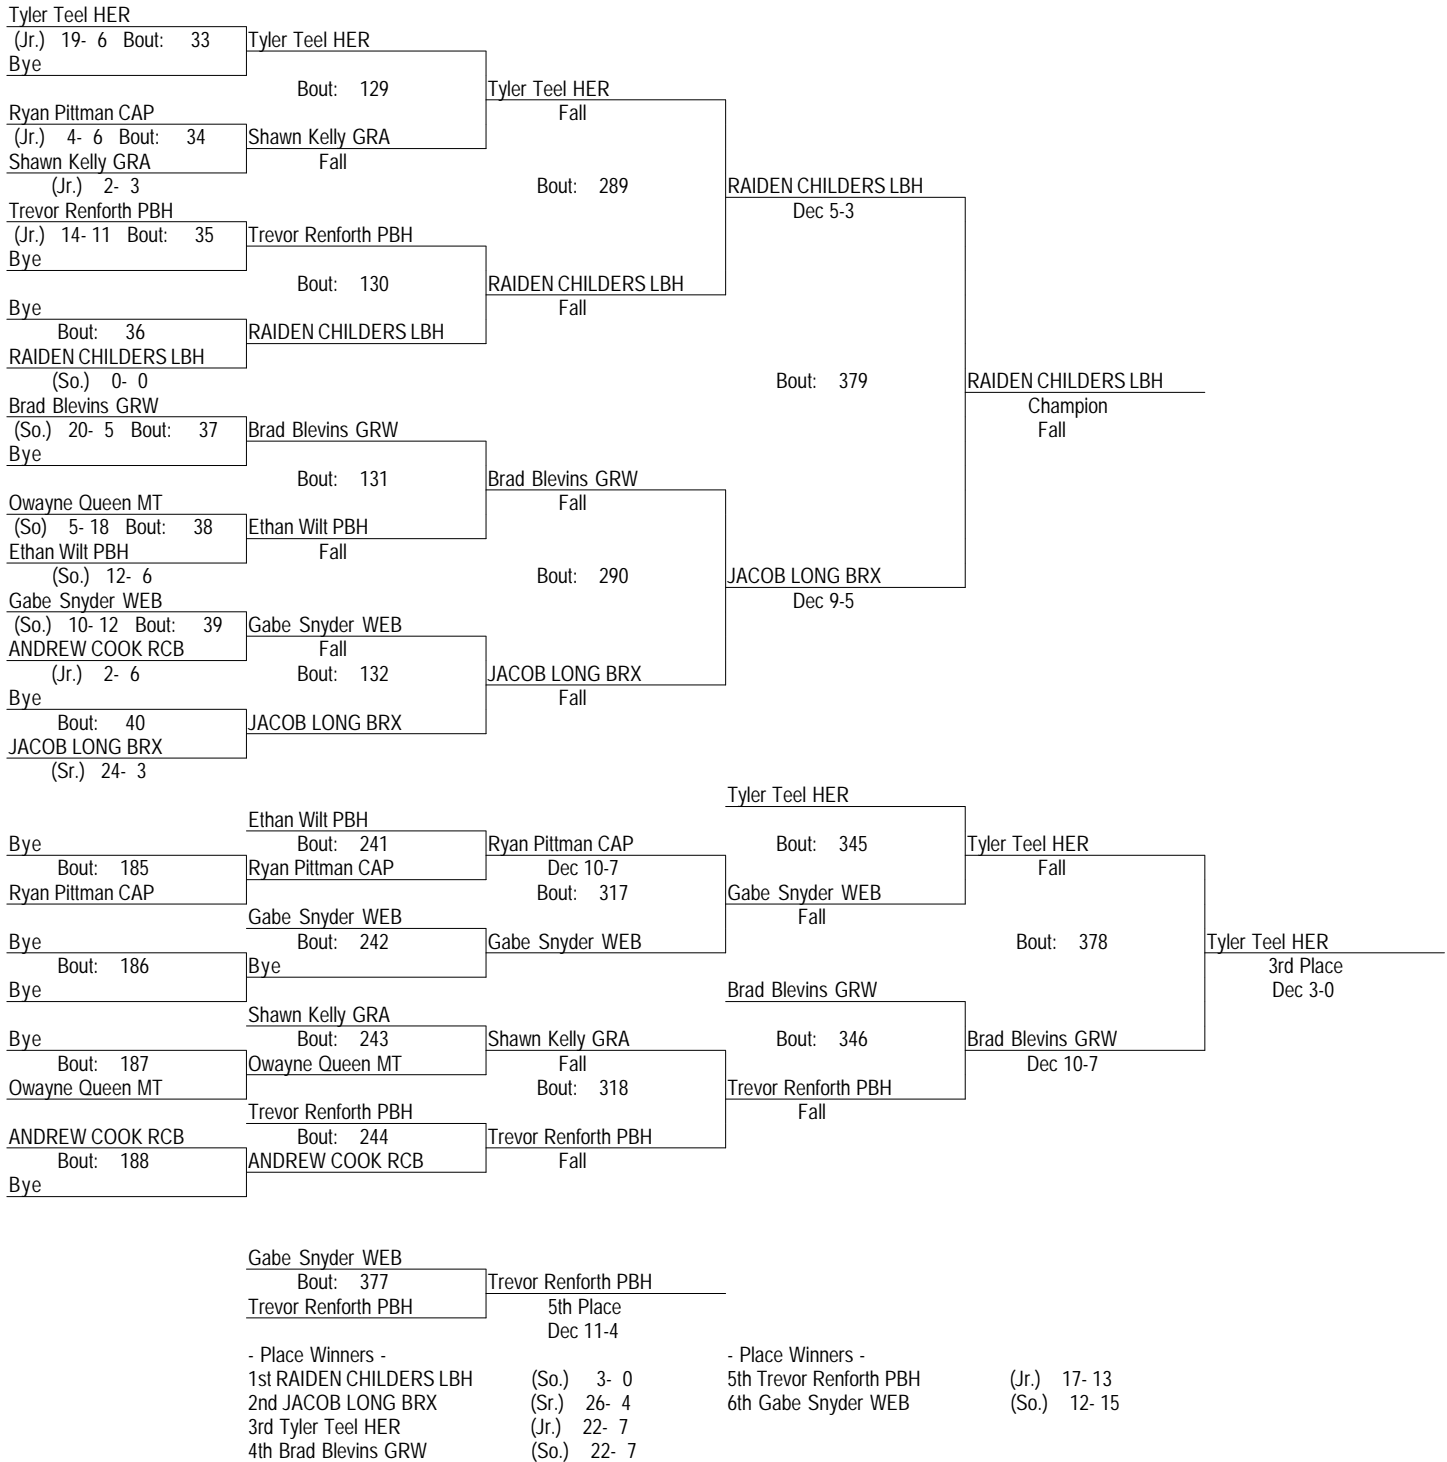 Tyler Teel HER
(Jr.) 19- 6 Bout: 33 Tyler Teel HER
Bye
Bout: 129 Tyler Teel HER
Ryan Pittman CAP Fall
(Jr.) 4- 6 Bout: 34 Shawn Kelly GRA
Shawn Kelly GRA Fall
(Jr.) 2- 3 Bout: 289 RAIDEN CHILDERS LBH
Trevor Renforth PBH Dec 5-3
(Jr.) 14- 11 Bout: 35 Trevor Renforth PBH
Bye
Bout: 130 RAIDEN CHILDERS LBH
Bye Fall
Bout: 36 RAIDEN CHILDERS LBH
RAIDEN CHILDERS LBH
(So.) 0- 0 Bout: 379 RAIDEN CHILDERS LBH
Brad Blevins GRW Champion
(So.) 20- 5 Bout: 37 Brad Blevins GRW Fall
Bye
Bout: 131 Brad Blevins GRW
Owayne Queen MT Fall
(So) 5- 18 Bout: 38 Ethan Wilt PBH
Ethan Wilt PBH Fall
(So.) 12- 6 Bout: 290 JACOB LONG BRX
Gabe Snyder WEB Dec 9-5
(So.) 10- 12 Bout: 39 Gabe Snyder WEB
ANDREW COOK RCB Fall
(Jr.) 2- 6 Bout: 132 JACOB LONG BRX
Bye Fall
Bout: 40 JACOB LONG BRX
JACOB LONG BRX
(Sr.) 24- 3
Tyler Teel HER
Ethan Wilt PBH
Bye Bout: 241 Ryan Pittman CAP Bout: 345 Tyler Teel HER
Bout: 185 Ryan Pittman CAP Dec 10-7 Fall
Ryan Pittman CAP Bout: 317 Gabe Snyder WEB
Gabe Snyder WEB Fall
Bye Bout: 242 Gabe Snyder WEB Bout: 378 Tyler Teel HER
Bout: 186 Bye 3rd Place
Bye Brad Blevins GRW Dec 3-0
Shawn Kelly GRA
Bye Bout: 243 Shawn Kelly GRA Bout: 346 Brad Blevins GRW
Bout: 187 Owayne Queen MT Fall Dec 10-7
Owayne Queen MT Bout: 318 Trevor Renforth PBH
Trevor Renforth PBH Fall
ANDREW COOK RCB Bout: 244 Trevor Renforth PBH
Bout: 188 ANDREW COOK RCB Fall
Bye
Gabe Snyder WEB
Bout: 377 Trevor Renforth PBH
Trevor Renforth PBH 5th Place
Dec 11-4
- Place Winners - - Place Winners -
1st RAIDEN CHILDERS LBH (So.) 3- 0 5th Trevor Renforth PBH (Jr.) 17- 13
2nd JACOB LONG BRX (Sr.) 26- 4 6th Gabe Snyder WEB (So.) 12- 15
3rd Tyler Teel HER (Jr.) 22- 7
4th Brad Blevins GRW (So.) 22- 7